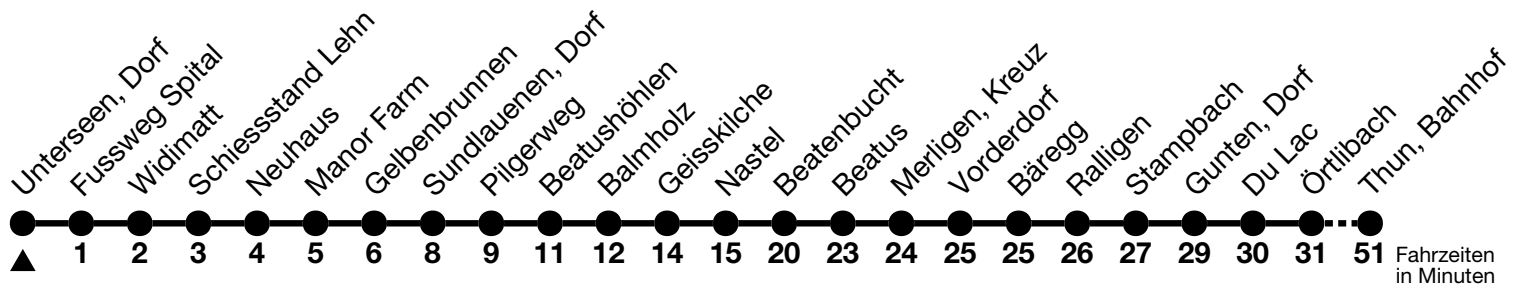 Unterseen, Dorf
Fussweg Spital
Widimatt
Schiessstand Lehn
Neuhaus
Manor Farm
Gelbenbrunnen
Sundlauenen, Dorf
Pilgerweg
Beatushöhlen
Balmholz
Geisskilche
Nastel
Beatenbucht
Beatus
Merligen, Kreuz
Vorderdorf
Bäregg
Ralligen
Stampbach
Gunten, Dorf
Du Lac
Örtlibach
Thun, Bahnhof
1 2 3 4 5 6 8 9 11 12 14 15 20 23 24 25 25 26 27 29 30 31 51 Fahrzeiten
in Minuten